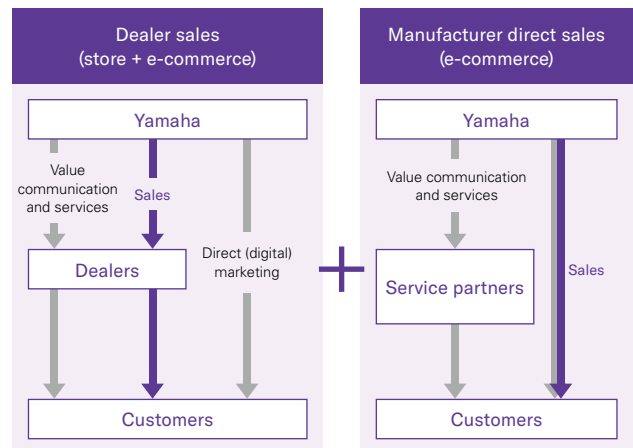 Dealer sales
(store + e-commerce)
Yamaha
Value
communication
and services
Sales
Direct (digital)
marketing
Dealers
Customers
+
Manufacturer direct sales
(e-commerce)
Yamaha
Value communication
and services
Service partners
Sales
Customers